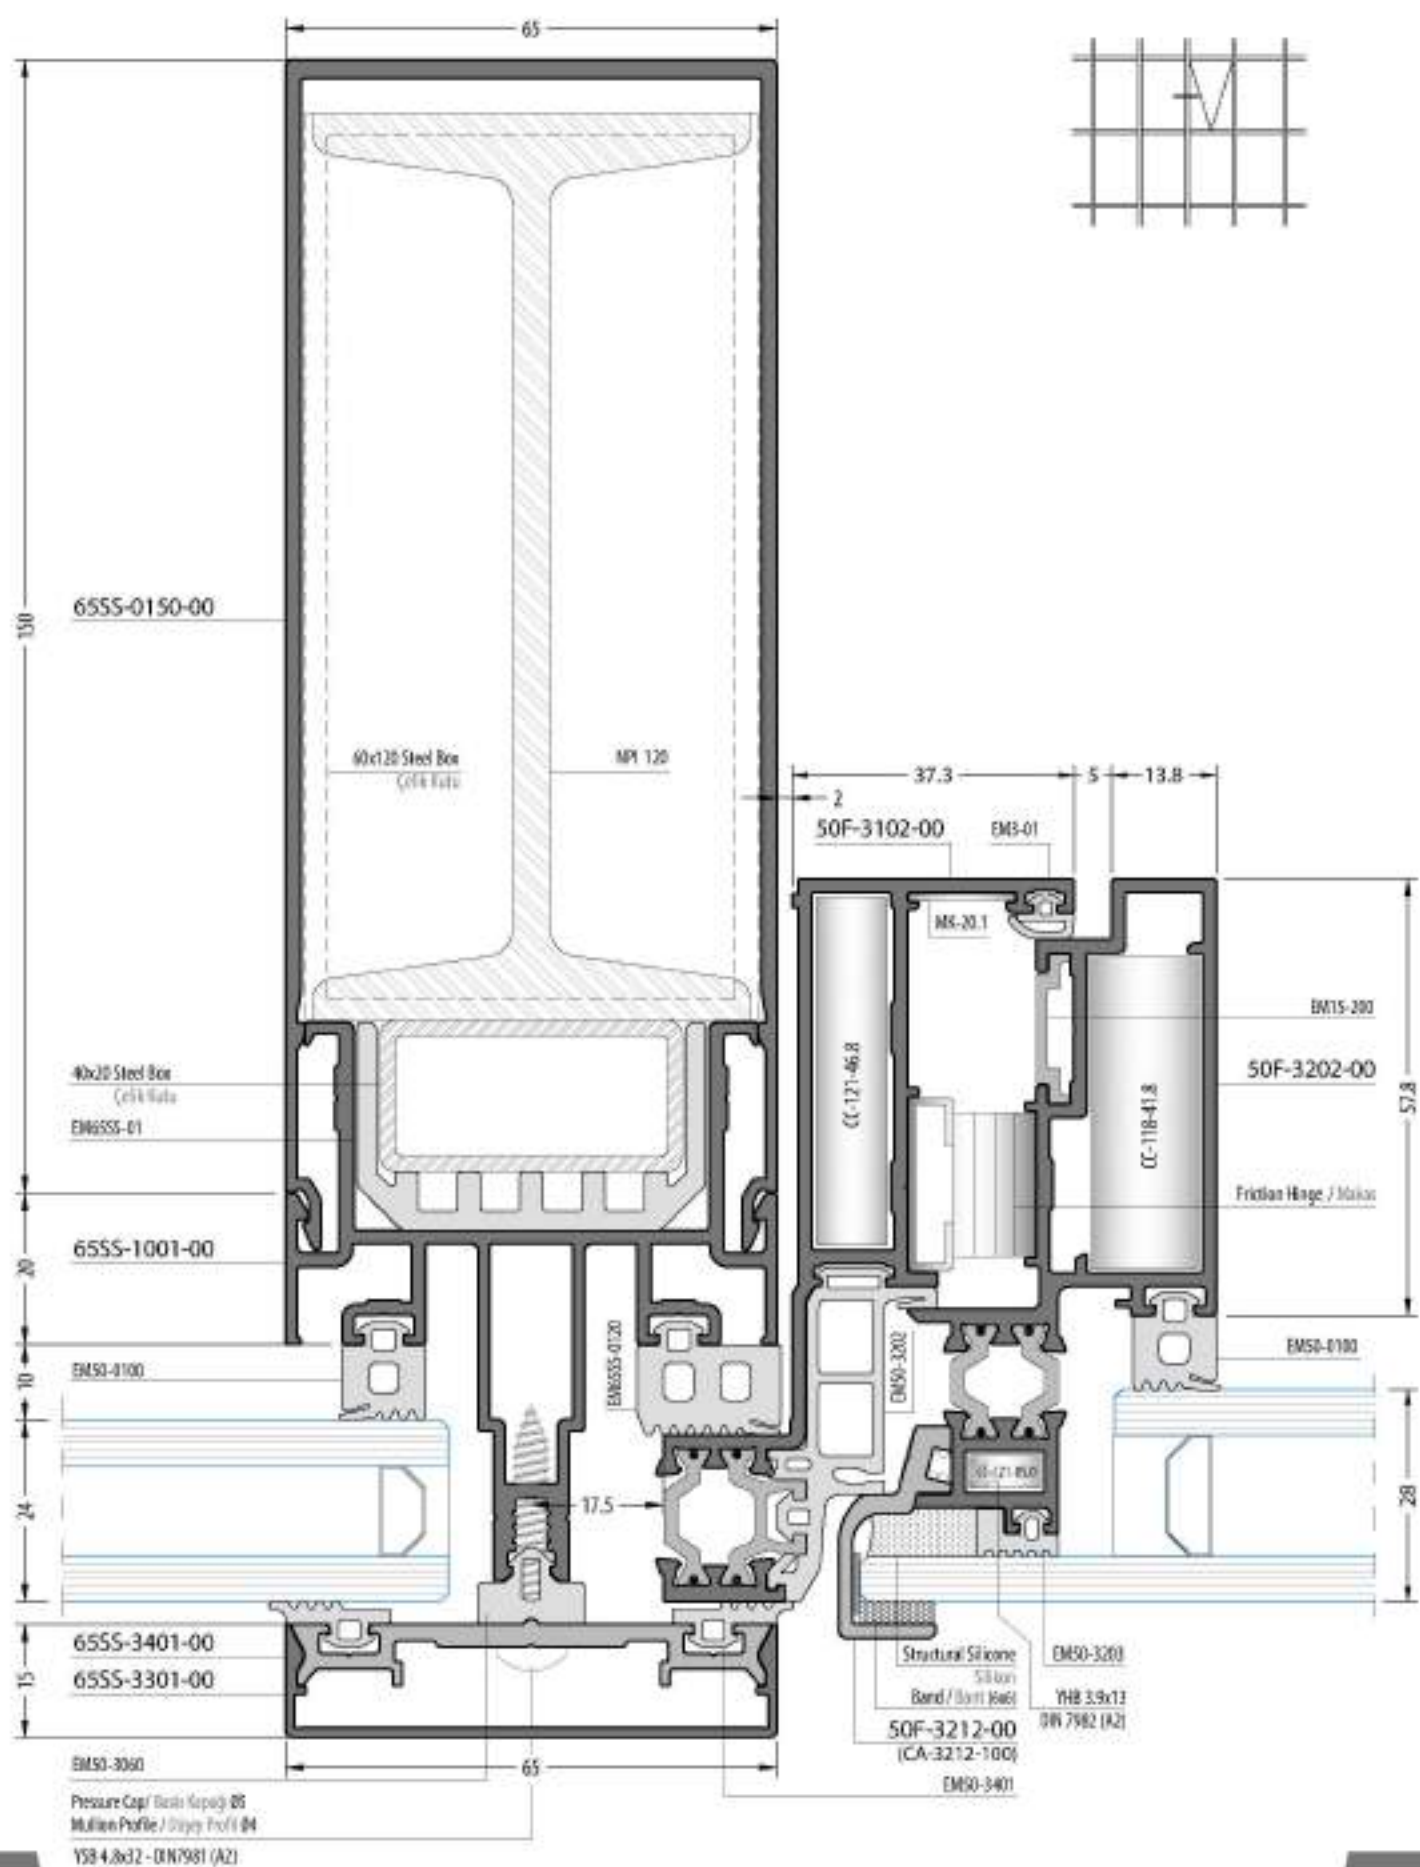 65
150
65SS-0150-00
60x120 Steel Box
Çelik Kutu
NPI 120
37.3
5
13.8
2
50F-3102-00
EM3-01
MK-20.1
EM15-200
50F-3202-00
CC-121-46.8
CC-118-41.8
57.8
40x20 Steel Box
Çelik Kutu
EM65SS-01
Friction Hinge / Makas
65SS-1001-00
20
EM50-0100
EM65SS-0120
EM50-3202
EM50-0100
10
24
17.5
28
65SS-3401-00
65SS-3301-00
15
Structural Silicone
Silikon
Band / Bant (6x6)
50F-3212-00
(CA-3212-100)
EM50-3203
YHB 3.9x13
DIN 7982 (A2)
EM50-3401
65
EM50-3060
Pressure Cap/ Baskı Kapağı Ø5
Mullion Profile / Düşey Profil Ø4
YSB 4.8x32 - DIN7981 (A2)